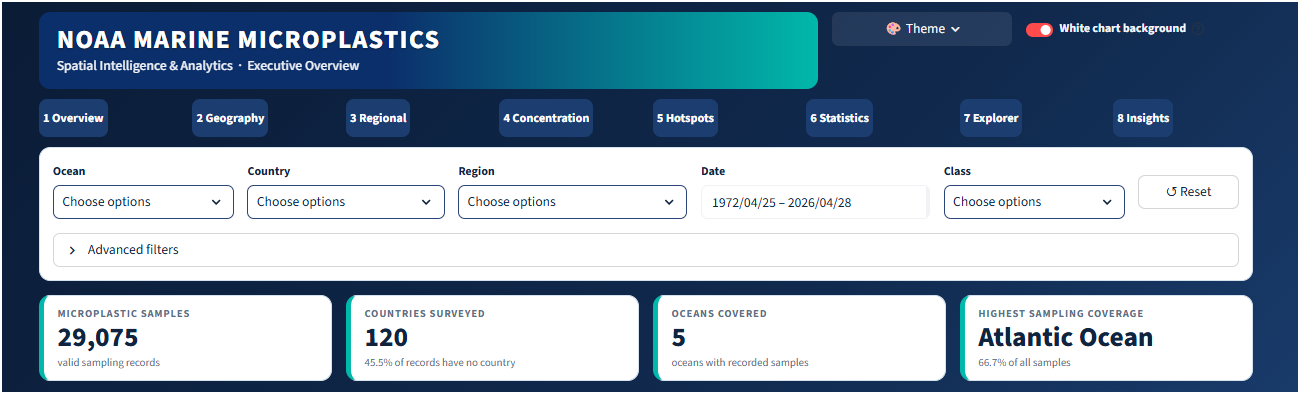 NOAA MARINE MICROPLASTICS
Spatial Intelligence & Analytics · Executive Overview
🎨 Theme
White chart background
1 Overview
2 Geography
3 Regional
4 Concentration
5 Hotspots
6 Statistics
7 Explorer
8 Insights
Ocean
Country
Region
Date
Class
Choose options
Choose options
Choose options
1972/04/25 – 2026/04/28
Choose options
↺ Reset
Advanced filters
MICROPLASTIC SAMPLES
29,075
valid sampling records
COUNTRIES SURVEYED
120
45.5% of records have no country
OCEANS COVERED
5
oceans with recorded samples
HIGHEST SAMPLING COVERAGE
Atlantic Ocean
66.7% of all samples